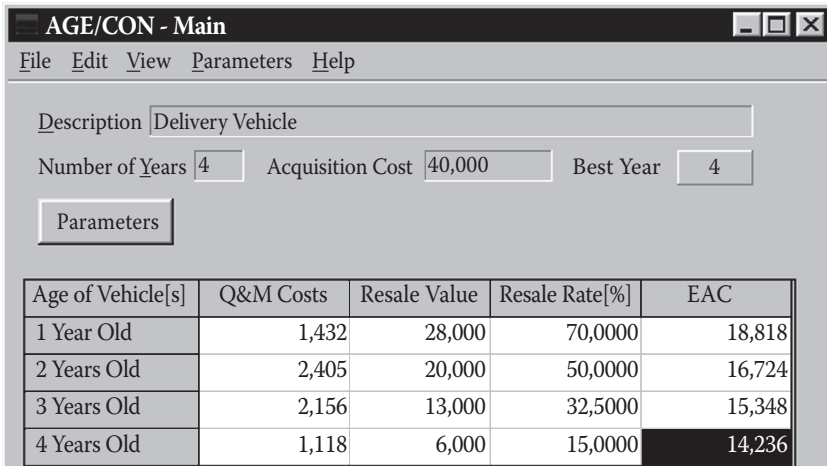 AGE/CON - Main
File Edit View Parameters Help
Description Delivery Vehicle
Number of Years 4 Acquisition Cost 40,000 Best Year 4
Parameters
Age of Vehicle[s] Q&M Costs Resale Value Resale Rate[%] EAC
1 Year Old 1,432 28,000 70,0000 18,818
2 Years Old 2,405 20,000 50,0000 16,724
3 Years Old 2,156 13,000 32,5000 15,348
4 Years Old 1,118 6,000 15,0000 14,236